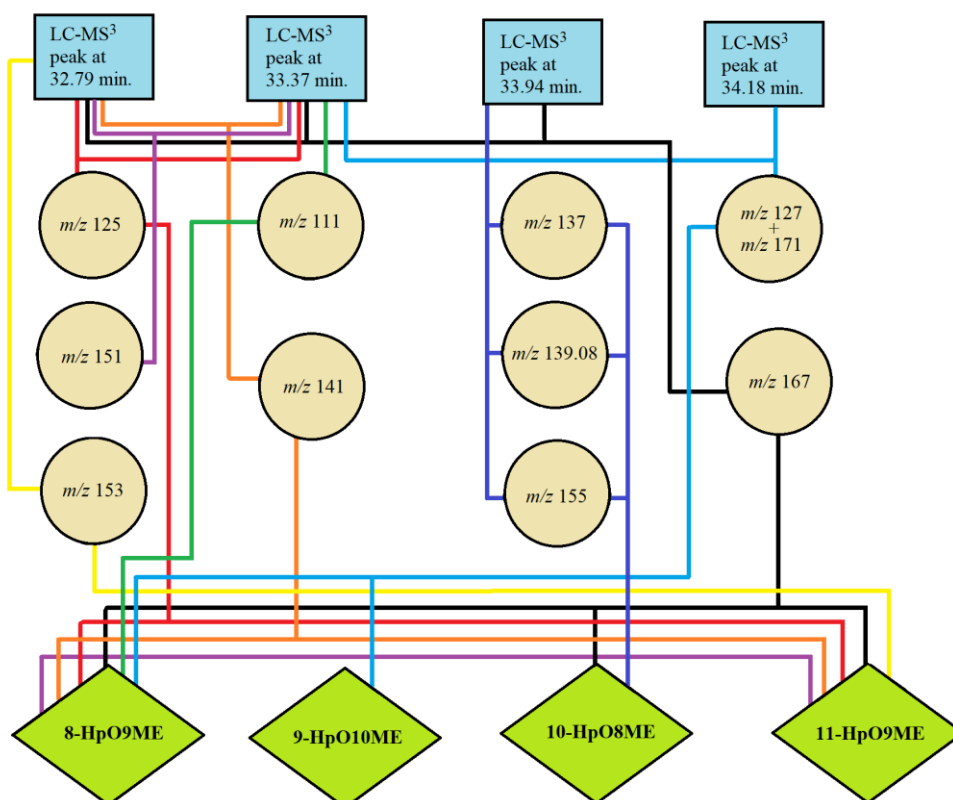 LC-MS³
peak at
32.79 min.
LC-MS³
peak at
33.37 min.
LC-MS³
peak at
33.94 min.
LC-MS³
peak at
34.18 min.
m/z 125
m/z 111
m/z 137
m/z 127
+
m/z 171
m/z 151
m/z 141
m/z 139.08
m/z 167
m/z 153
m/z 155
8-HpO9ME
9-HpO10ME
10-HpO8ME
11-HpO9ME